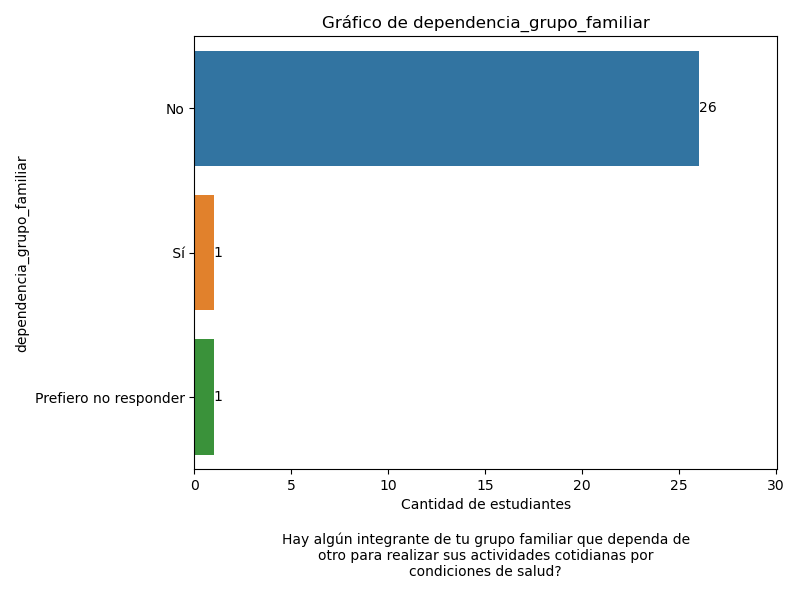 Gráfico de dependencia_grupo_familiar
dependencia_grupo_familiar
No
26
Sí
1
Prefiero no responder
1
0 5 10 15 20 25 30
Cantidad de estudiantes
Hay algún integrante de tu grupo familiar que dependa de
otro para realizar sus actividades cotidianas por
condiciones de salud?